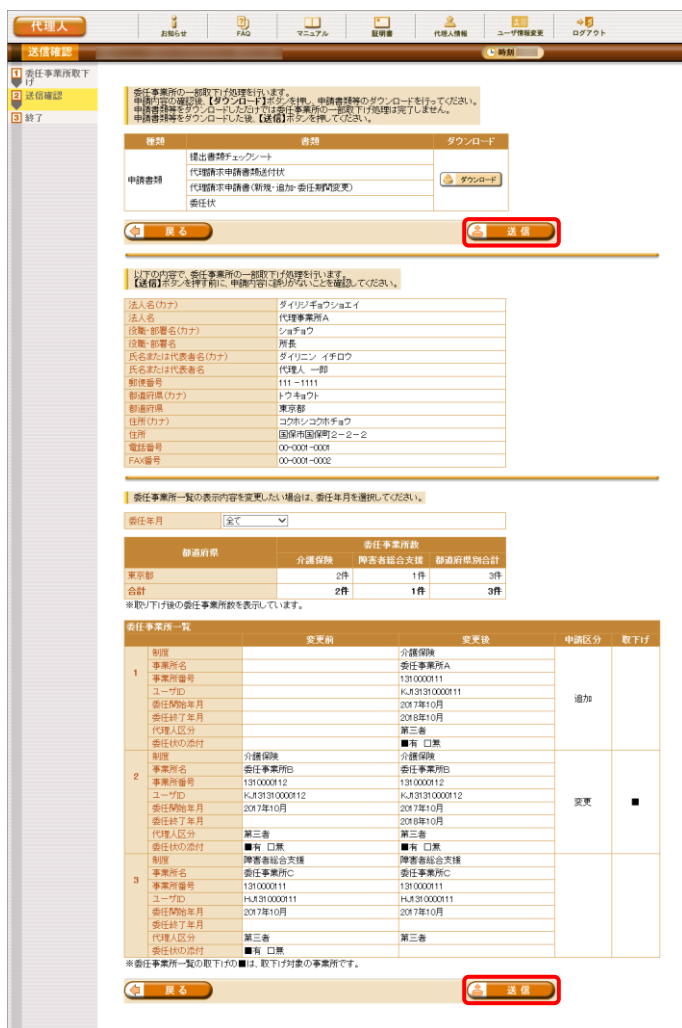 代理人
お知らせ
FAQ
マニュアル
証明書
代理人情報
ユーザ情報変更
ログアウト
送信確認
時刻
1 委任事業所取下げ
2 送信確認
3 終了
委任事業所の一部取下げ処理を行います。
申請内容の確認後、【ダウンロード】ボタンを押し、申請書類等のダウンロードを行ってください。
申請書類等をダウンロードしただけでは委任事業所の一部取下げ処理は完了しません。
申請書類等をダウンロードした後、【送信】ボタンを押してください。
種類 書類 ダウンロード
申請書類
提出書類チェックシート
代理請求申請書類送付状
代理請求申請書(新規・追加・委任期間変更)
委任状
ダウンロード
戻る 送信
以下の内容で、委任事業所の一部取下げ処理を行います。
【送信】ボタンを押す前に、申請内容に誤りがないことを確認してください。
法人名(カナ) ダイリジギョウショエイ
法人名 代理事業所A
役職・部署名(カナ) ショチョウ
役職・部署名 所長
氏名または代表者名(カナ) ダイリニン イチロウ
氏名または代表者名 代理人 一郎
郵便番号 111-1111
都道府県(カナ) トウキョウト
都道府県 東京都
住所(カナ) コクホシコクホチョウ
住所 国保市国保町2-2-2
電話番号 00-0001-0001
FAX番号 00-0001-0002
委任事業所一覧の表示内容を変更したい場合は、委任年月を選択してください。
委任年月 全て
都道府県 委任事業所数
介護保険 障害者総合支援 都道府県別合計
東京都 2件 1件 3件
合計 2件 1件 3件
※取り下げ後の委任事業所数を表示しています。
委任事業所一覧
変更前 変更後 申請区分 取下げ
1
制度 介護保険
事業所名 委任事業所A
事業所番号 1310000111
ユーザID KJ131310000111
委任開始年月 2017年10月
委任終了年月 2018年10月
代理人区分 第三者
委任状の添付 ■有 □無
追加
2
制度 介護保険 介護保険
事業所名 委任事業所B 委任事業所B
事業所番号 1310000112 1310000112
ユーザID KJ131310000112 KJ131310000112
委任開始年月 2017年10月 2017年10月
委任終了年月 2018年10月
代理人区分 第三者 第三者
委任状の添付 ■有 □無 ■有 □無
変更 ■
3
制度 障害者総合支援 障害者総合支援
事業所名 委任事業所C 委任事業所C
事業所番号 1310000111 1310000111
ユーザID HJ1310000111 HJ1310000111
委任開始年月 2017年10月 2017年10月
委任終了年月
代理人区分 第三者 第三者
委任状の添付 ■有 □無
※委任事業所一覧の取下げの■は、取下げ対象の事業所です。
戻る 送信